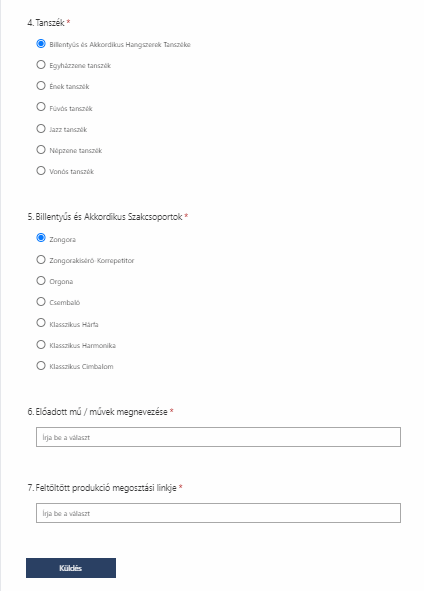 4. Tanszék *
Billentyűs és Akkordikus Hangszerek Tanszéke
Egyházzene tanszék
Ének tanszék
Fúvós tanszék
Jazz tanszék
Népzene tanszék
Vonós tanszék
5. Billentyűs és Akkordikus Szakcsoportok *
Zongora
Zongorakísérő-Korrepetitor
Orgona
Csembaló
Klasszikus Hárfa
Klasszikus Harmonika
Klasszikus Cimbalom
6. Előadott mű / művek megnevezése *
Írja be a választ
7. Feltöltött produkció megosztási linkje *
Írja be a választ
Küldés